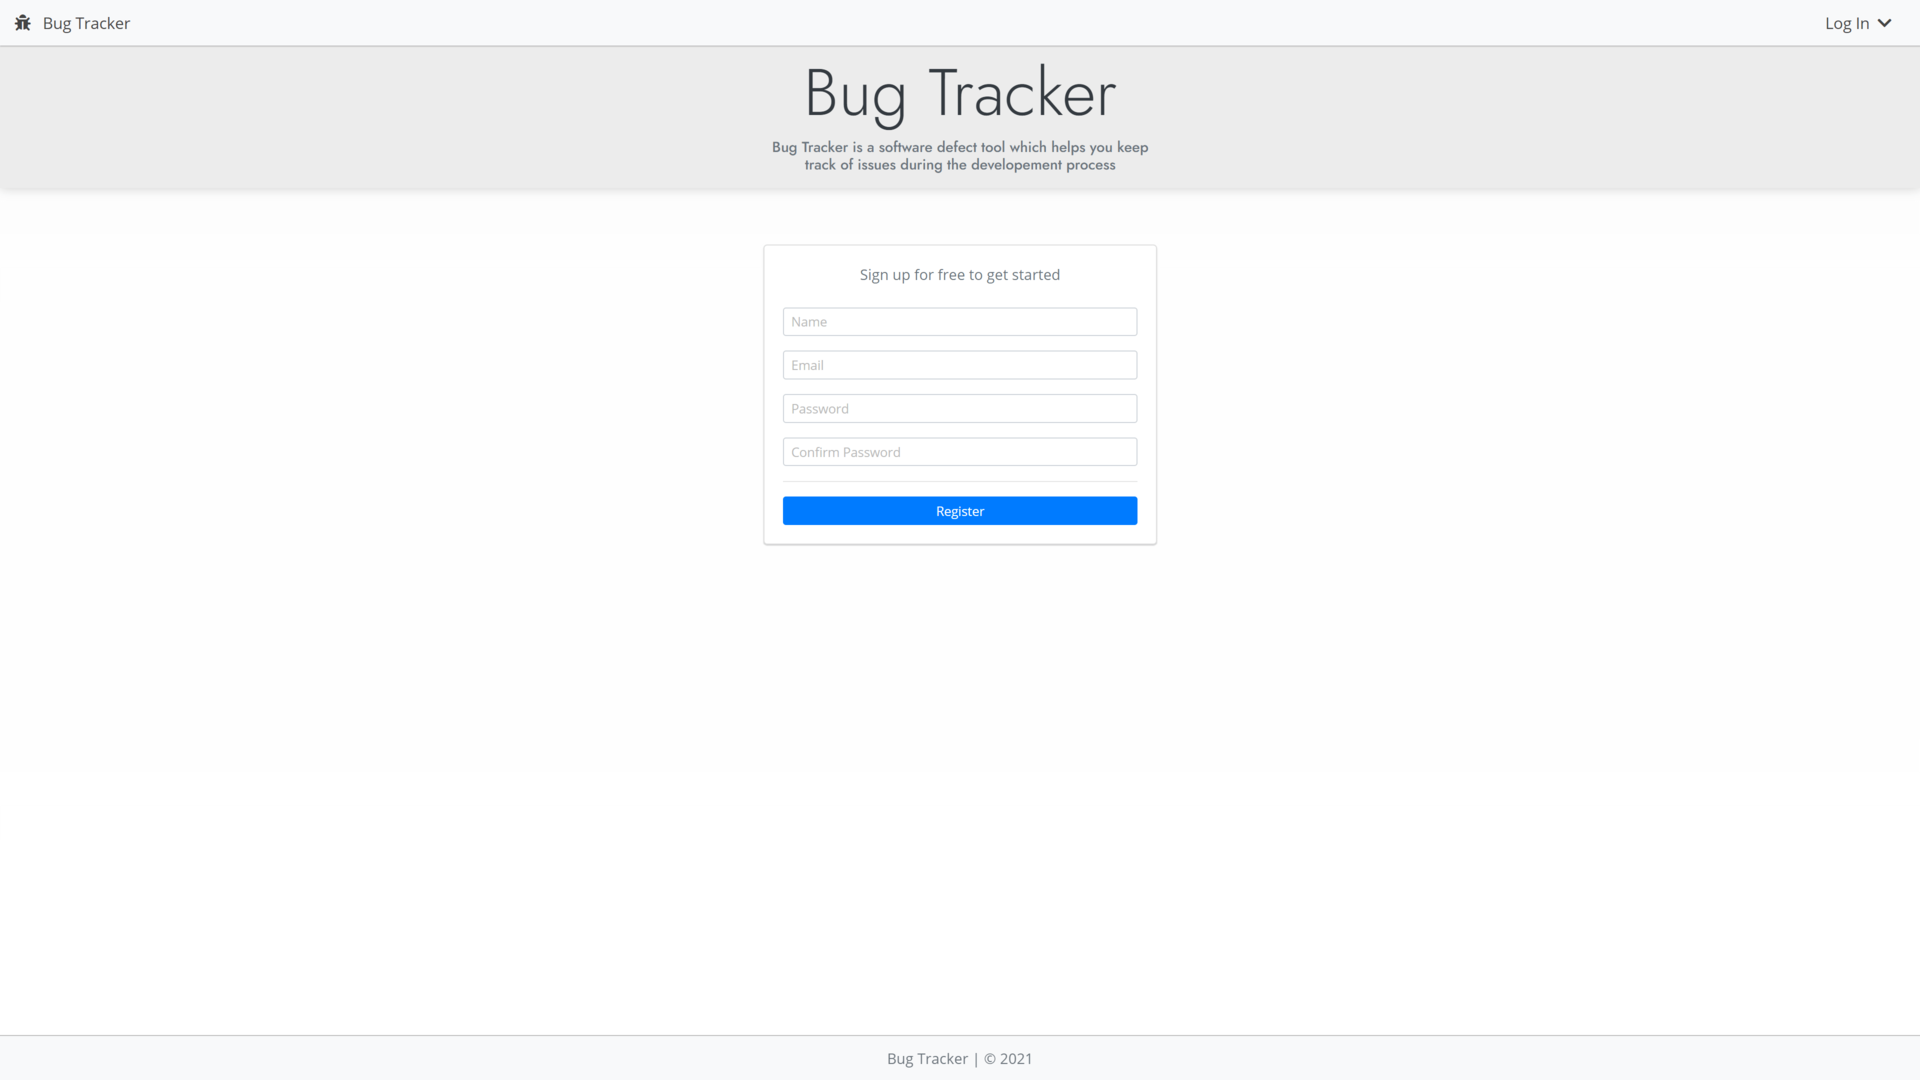 Bug Tracker
Log In
Bug Tracker
Bug Tracker is a software defect tool which helps you keep
track of issues during the developement process
Sign up for free to get started
Name
Email
Password
Confirm Password
Register
Bug Tracker | © 2021